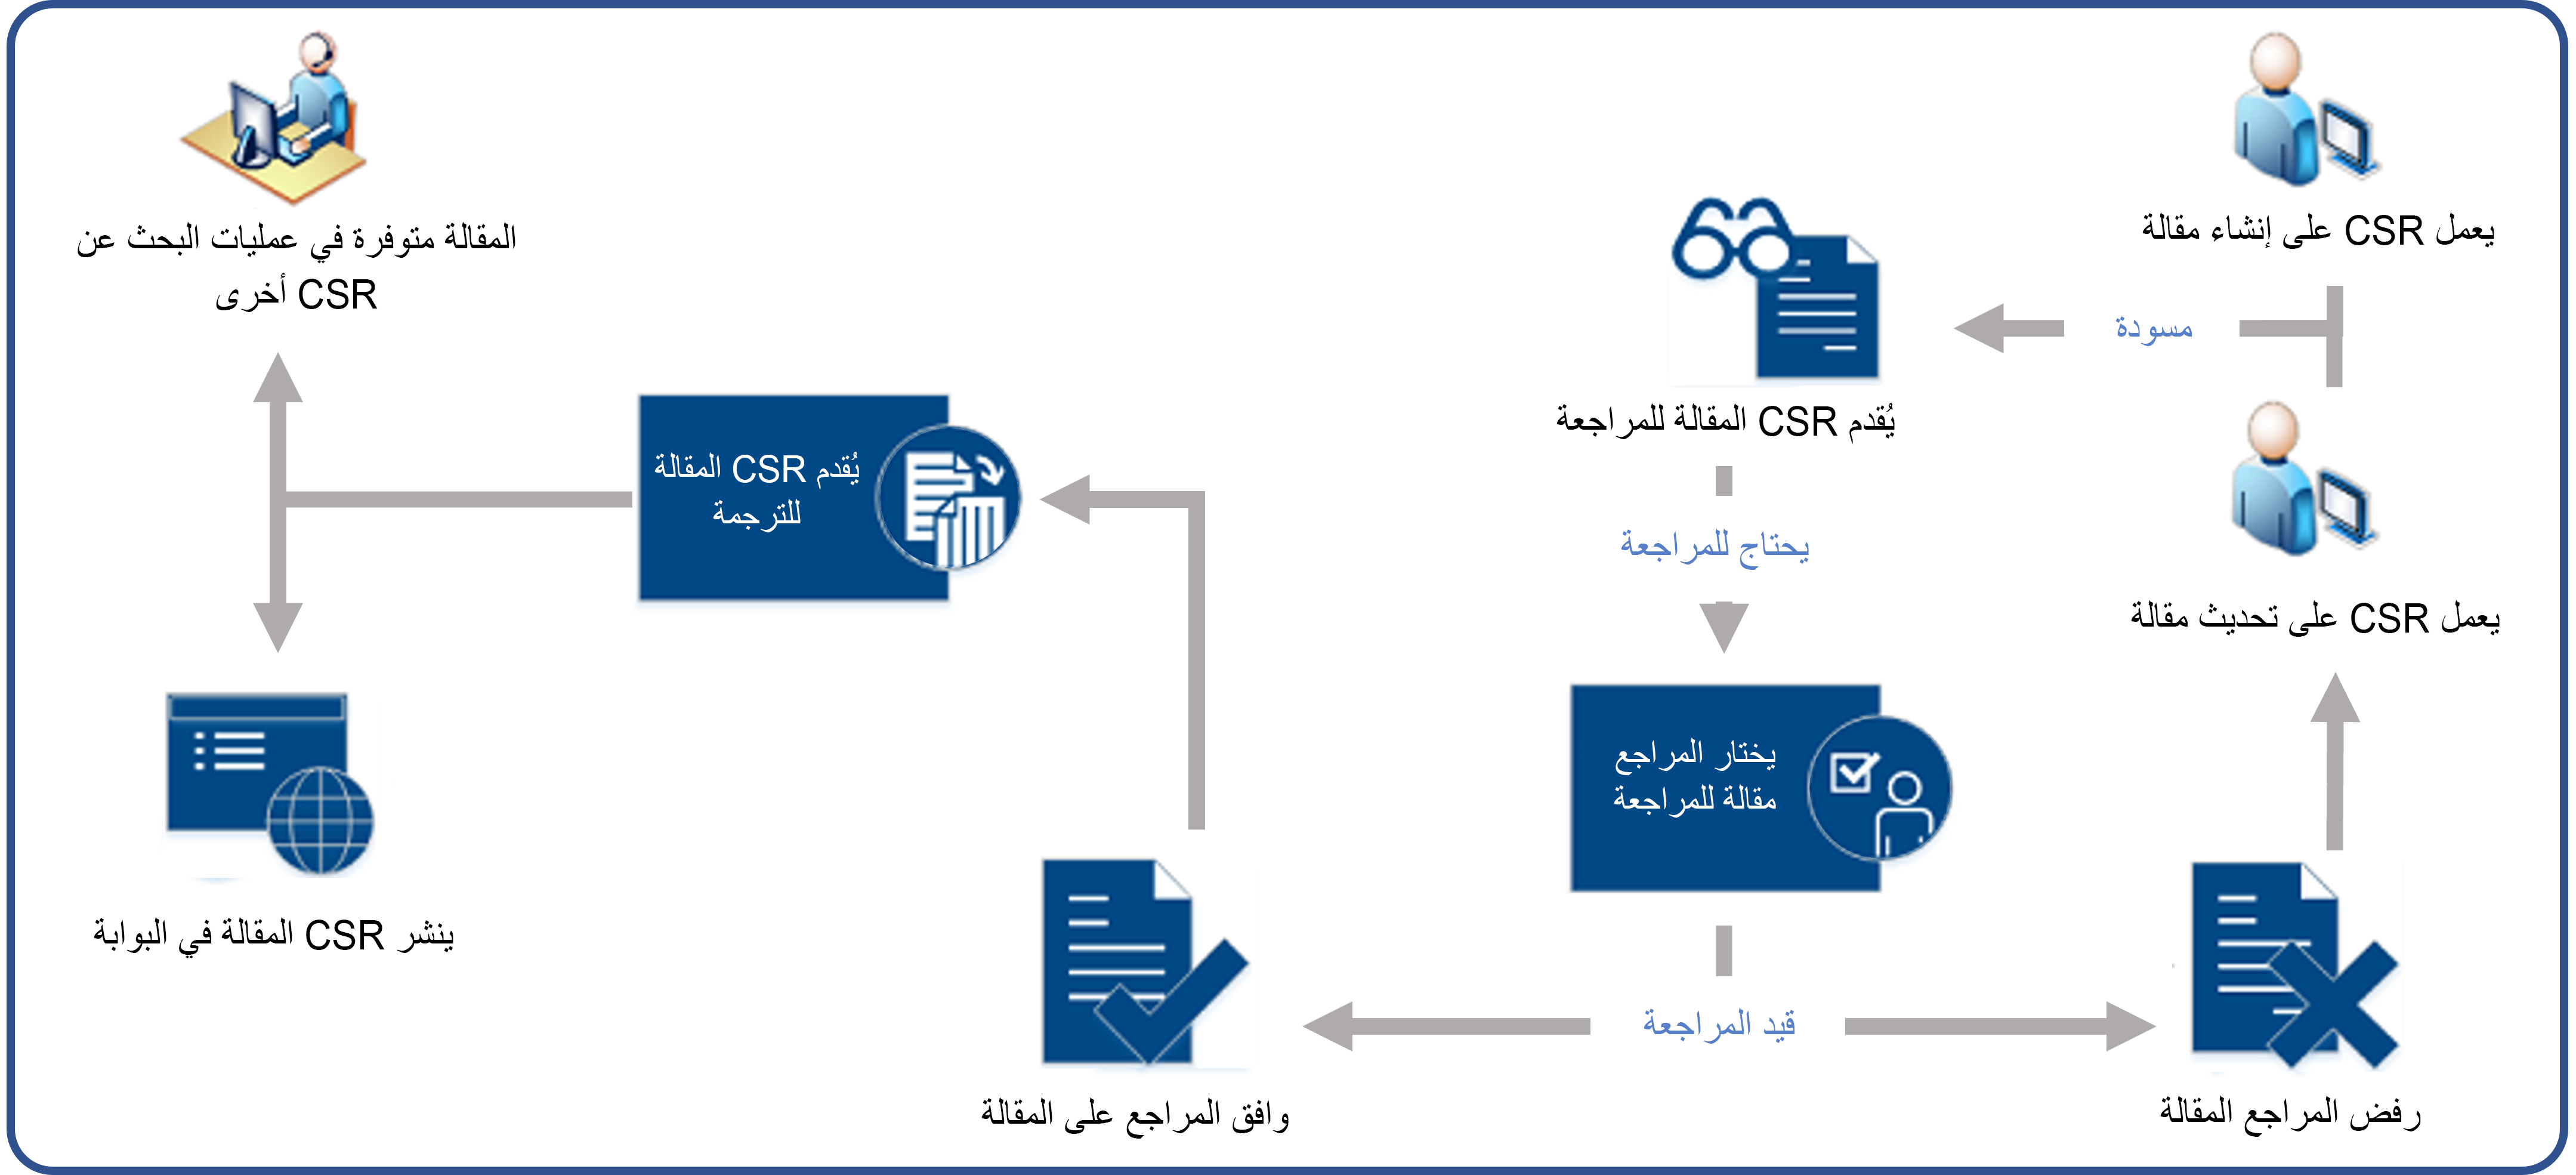 يعمل CSR على إنشاء مقالة
مسودة
يعمل CSR على تحديث مقالة
يُقدم CSR المقالة للمراجعة
يحتاج للمراجعة
يختار المراجع
مقالة للمراجعة
قيد المراجعة
رفض المراجع المقالة
وافق المراجع على المقالة
يُقدم CSR المقالة
للترجمة
المقالة متوفرة في عمليات البحث عن
CSR أخرى
ينشر CSR المقالة في البوابة